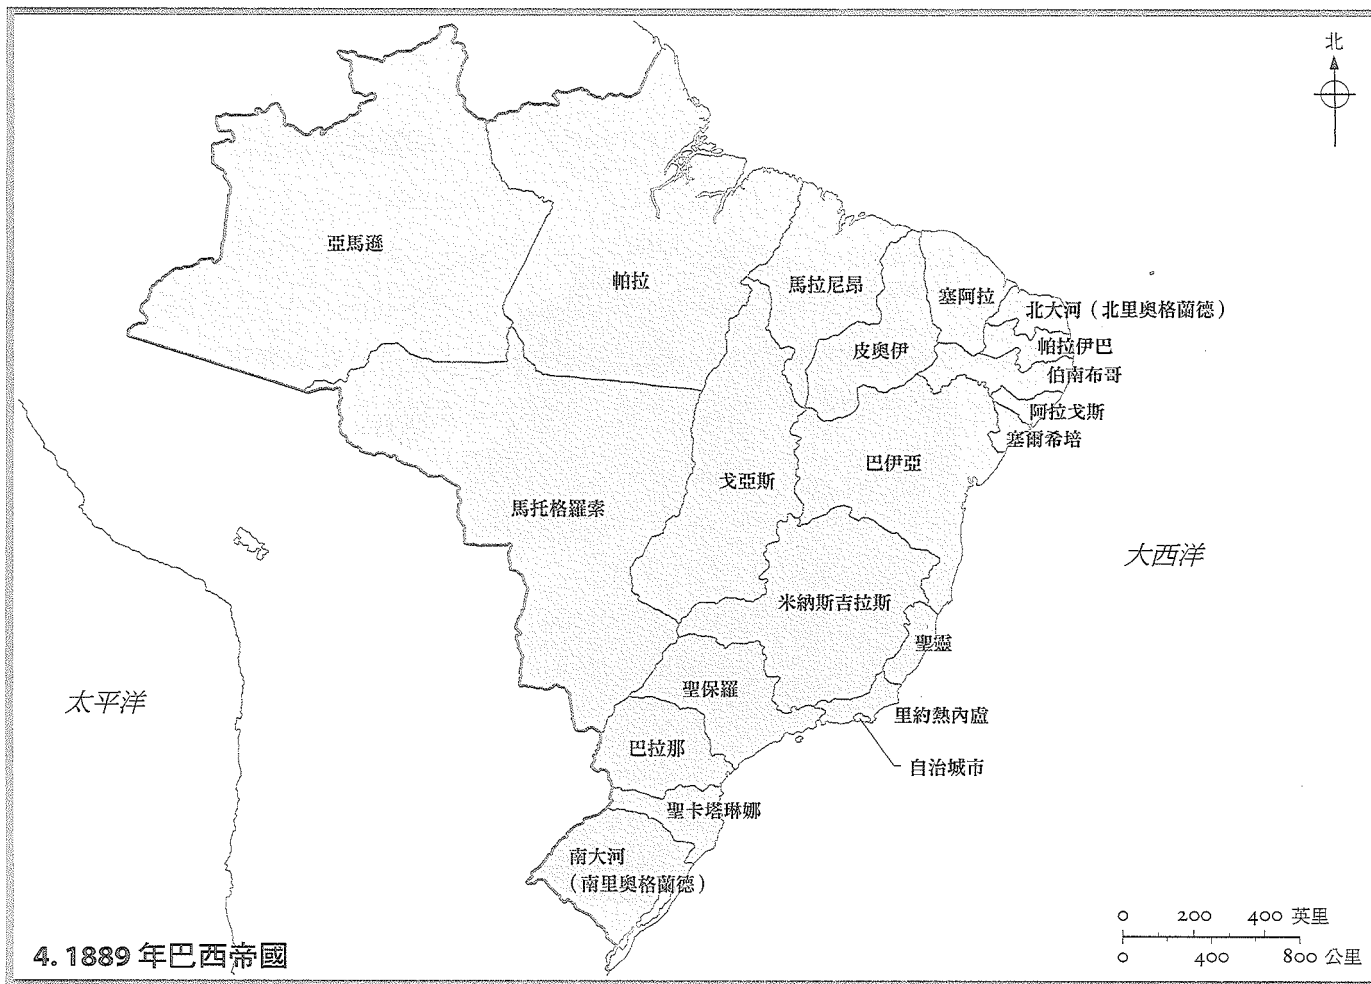 北
亞馬遜
帕拉
馬拉尼昂
塞阿拉
北大河（北里奧格蘭德）
帕拉伊巴
皮奧伊
伯南布哥
阿拉戈斯
塞爾希培
巴伊亞
戈亞斯
馬托格羅索
大西洋
米納斯吉拉斯
聖靈
聖保羅
太平洋
里約熱內盧
巴拉那
自治城市
聖卡塔琳娜
南大河
（南里奧格蘭德）
0 200 400 英里
0 400 800 公里
4. 1889 年巴西帝國